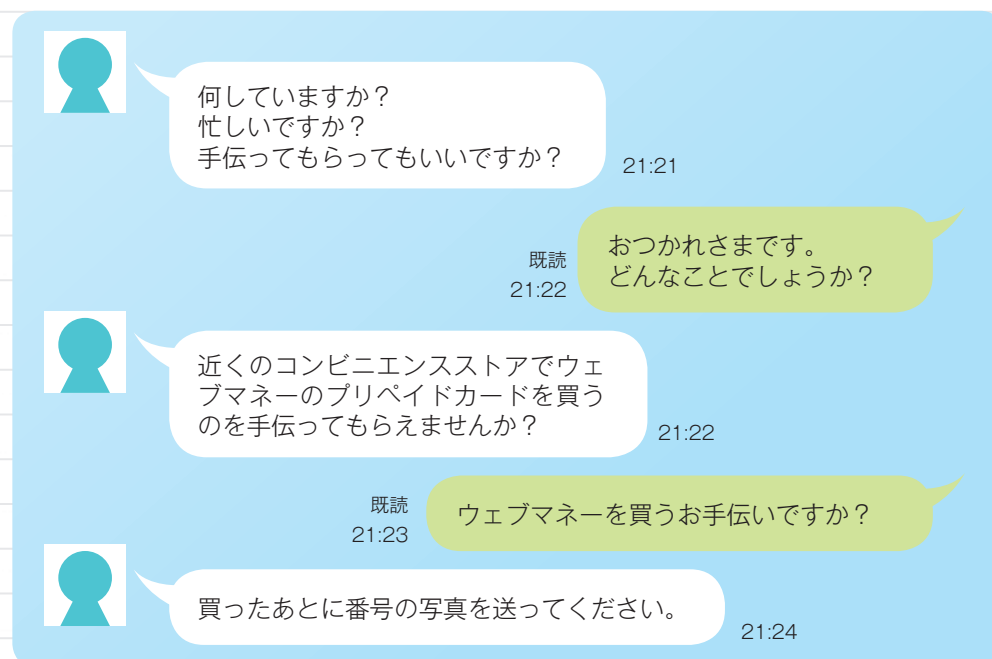 何していますか？
忙しいですか？
手伝ってもらってもいいですか？
21:21
おつかれさまです。
どんなことでしょうか？
既読
21:22
近くのコンビニエンスストアでウェ
ブマネーのプリペイドカードを買う
のを手伝ってもらえませんか？
21:22
ウェブマネーを買うお手伝いですか？
既読
21:23
買ったあとに番号の写真を送ってください。
21:24